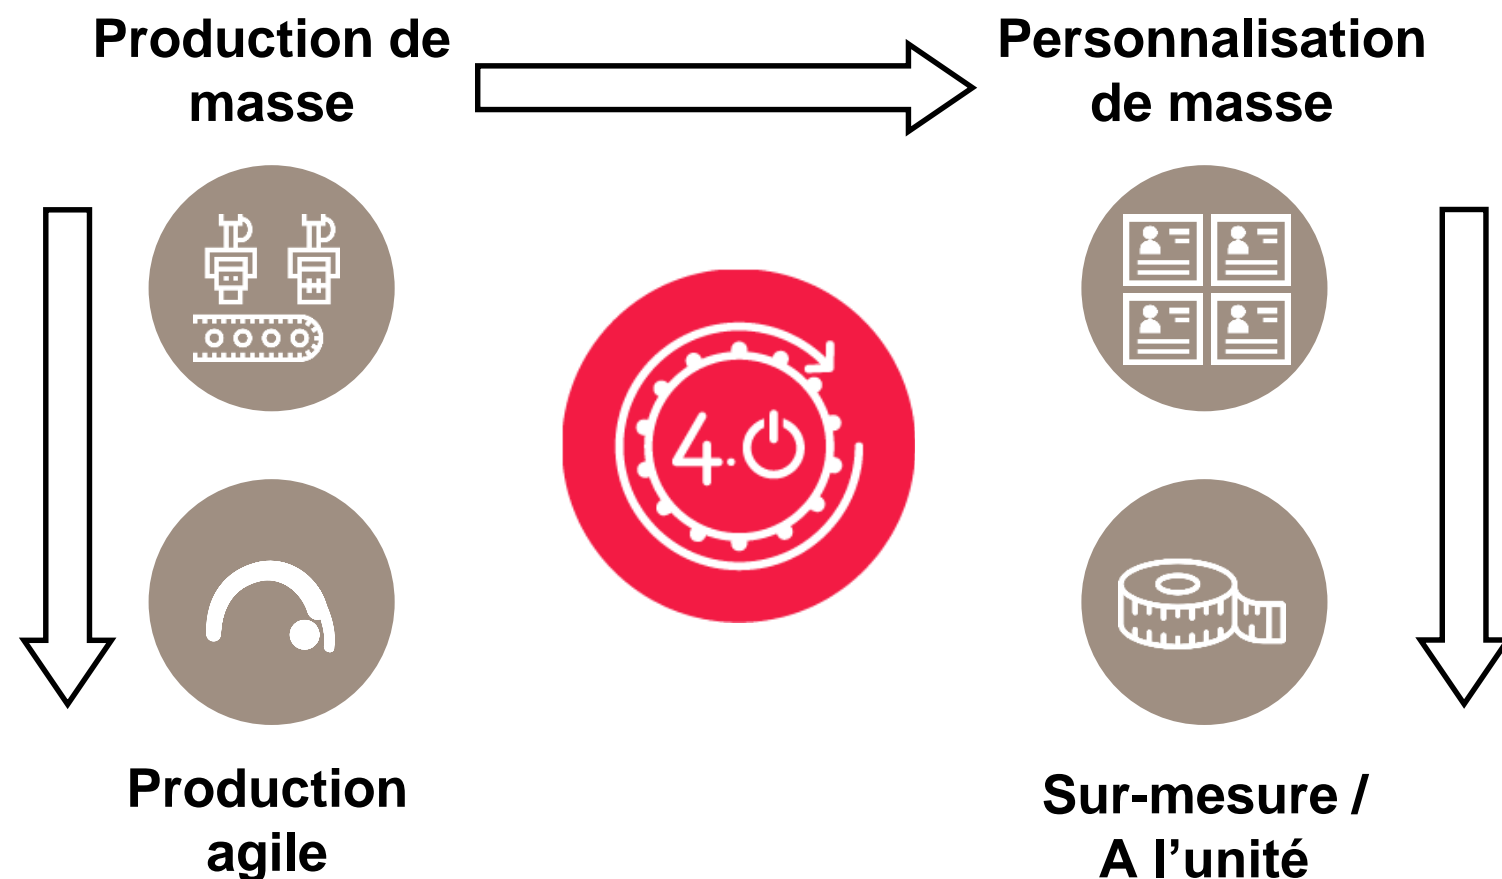 Production de
masse
Personnalisation
de masse
4.0
Production
agile
Sur-mesure /
A l’unité